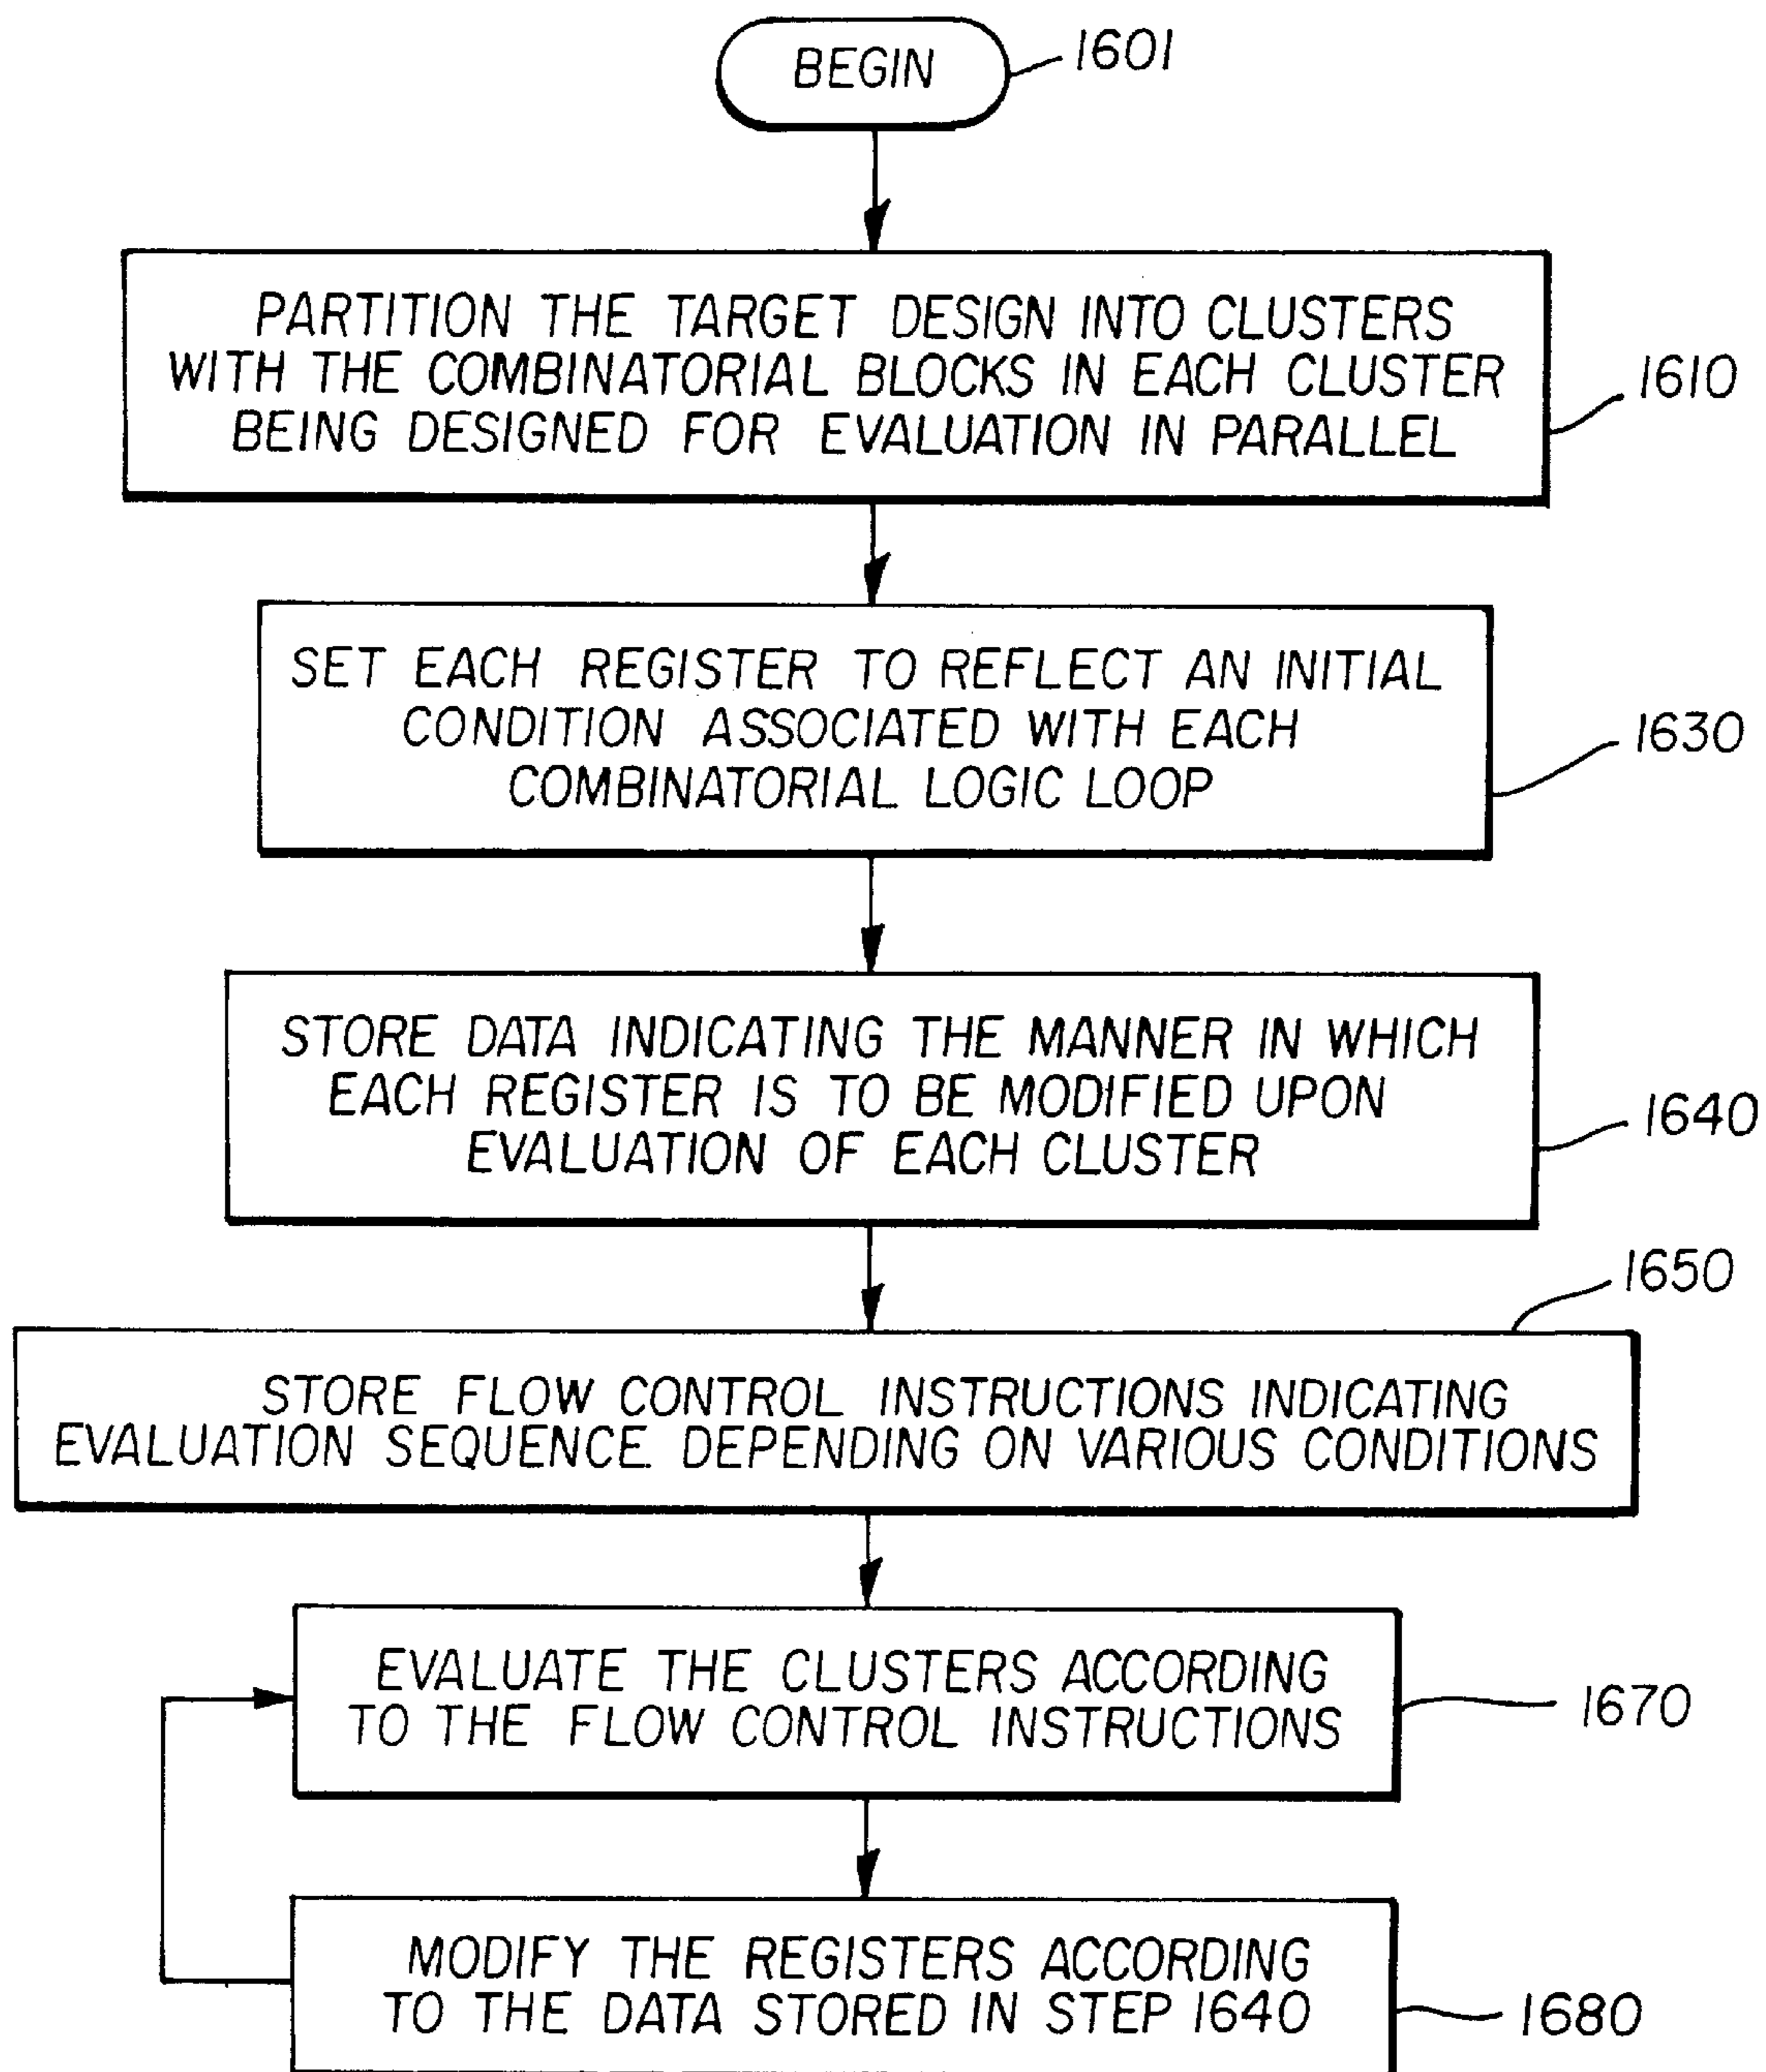 BEGIN
1601
PARTITION THE TARGET DESIGN INTO CLUSTERS
WITH THE COMBINATORIAL BLOCKS IN EACH CLUSTER
BEING DESIGNED FOR EVALUATION IN PARALLEL
1610
SET EACH REGISTER TO REFLECT AN INITIAL
CONDITION ASSOCIATED WITH EACH
COMBINATORIAL LOGIC LOOP
1630
STORE DATA INDICATING THE MANNER IN WHICH
EACH REGISTER IS TO BE MODIFIED UPON
EVALUATION OF EACH CLUSTER
1640
1650
STORE FLOW CONTROL INSTRUCTIONS INDICATING
EVALUATION SEQUENCE DEPENDING ON VARIOUS CONDITIONS
EVALUATE THE CLUSTERS ACCORDING
TO THE FLOW CONTROL INSTRUCTIONS
1670
MODIFY THE REGISTERS ACCORDING
TO THE DATA STORED IN STEP 1640
1680